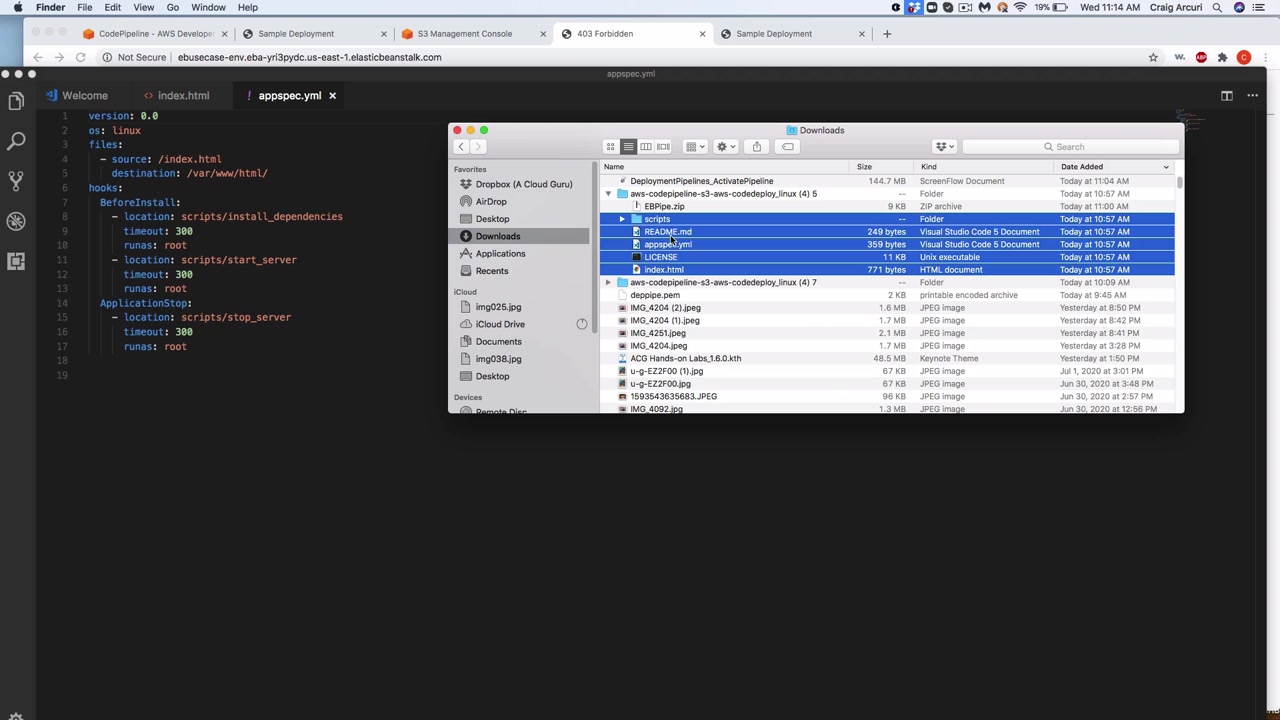 Finder File Edit View Go Window Help 19% Wed 11:14 AM Craig Arcuri
CodePipeline - AWS Develope Sample Deployment S3 Management Console 403 Forbidden Sample Deployment
Not Secure ebusecase-env.eba-yri3pydc.us-east-1.elasticbeanstalk.com
appspec.yml
Welcome index.html appspec.yml
1 version: 0.0
2 os: linux
3 files:
4 - source: /index.html
5 destination: /var/www/html/
6 hooks:
7 BeforeInstall:
8 - location: scripts/install_dependencies
9 timeout: 300
10 runas: root
11 - location: scripts/start_server
12 timeout: 300
13 runas: root
14 ApplicationStop:
15 - location: scripts/stop_server
16 timeout: 300
17 runas: root
18
19
Downloads
Search
Favorites
Dropbox (A Cloud Guru)
AirDrop
Desktop
Downloads
Applications
Recents
iCloud
img025.jpg
iCloud Drive
Documents
img038.jpg
Desktop
Devices
Remote Disc
Name Size Kind Date Added
DeploymentPipelines_ActivatePipeline 144.7 MB ScreenFlow Document Today at 11:04 AM
aws-codepipeline-s3-aws-codedeploy_linux (4) 5 -- Folder Today at 10:57 AM
EBPipe.zip 9 KB ZIP archive Today at 11:00 AM
scripts -- Folder Today at 10:57 AM
README.md 249 bytes Visual Studio Code 5 Document Today at 10:57 AM
appspec.yml 359 bytes Visual Studio Code 5 Document Today at 10:57 AM
LICENSE 11 KB Unix executable Today at 10:57 AM
index.html 771 bytes HTML document Today at 10:57 AM
aws-codepipeline-s3-aws-codedeploy_linux (4) 7 -- Folder Today at 10:09 AM
deppipe.pem 2 KB printable encoded archive Today at 9:45 AM
IMG_4204 (2).jpeg 1.6 MB JPEG image Yesterday at 8:50 PM
IMG_4204 (1).jpeg 1.7 MB JPEG image Yesterday at 8:42 PM
IMG_4251.jpeg 2.1 MB JPEG image Yesterday at 8:41 PM
IMG_4204.jpeg 1.7 MB JPEG image Yesterday at 3:28 PM
ACG Hands-on Labs_1.6.0.kth 48.5 MB Keynote Theme Yesterday at 1:50 PM
u-g-EZ2F00 (1).jpg 67 KB JPEG image Jul 1, 2020 at 3:01 PM
u-g-EZ2F00.jpg 67 KB JPEG image Jun 30, 2020 at 3:48 PM
1593543635683.JPEG 96 KB JPEG image Jun 30, 2020 at 2:57 PM
IMG_4092.jpg 1.3 MB JPEG image Jun 30, 2020 at 12:56 PM